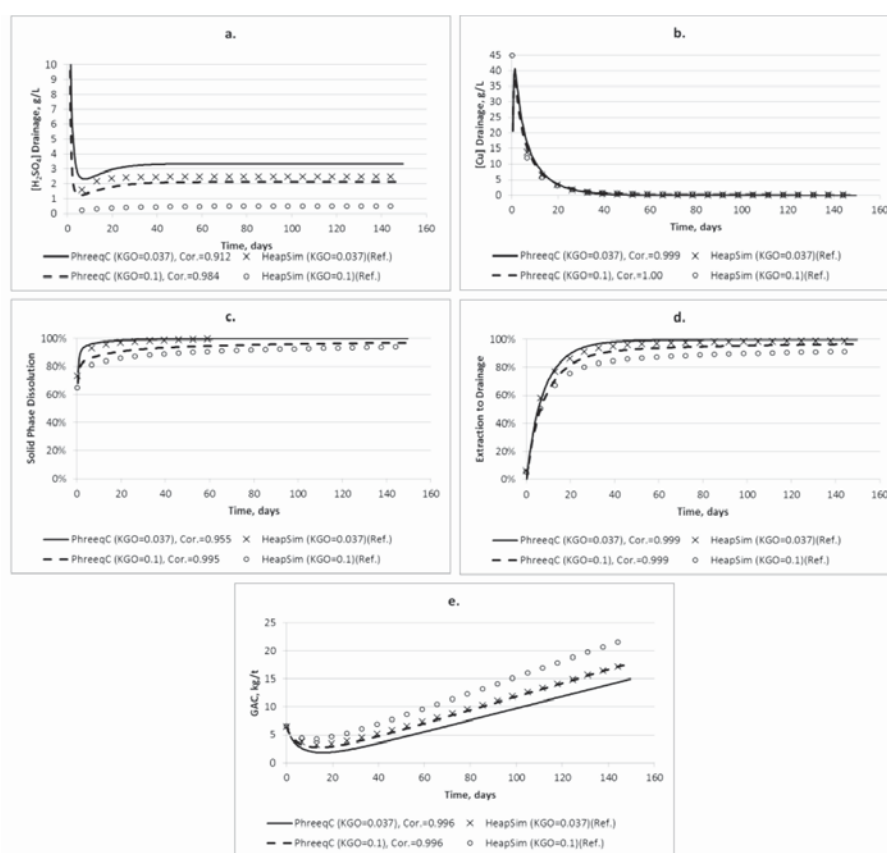 a.
[H₂SO₄] Drainage, g/L
10
9
8
7
6
5
4
3
2
1
0
0 20 40 60 80 100 120 140 160
Time, days
PhreeqC (KGO=0.037), Cor.=0.912 × HeapSim (KGO=0.037)(Ref.)
PhreeqC (KGO=0.1), Cor.=0.984 ○ HeapSim (KGO=0.1)(Ref.)
b.
[Cu] Drainage, g/L
45
40
35
30
25
20
15
10
5
0
0 20 40 60 80 100 120 140 160
Time, days
PhreeqC (KGO=0.037), Cor.=0.999 × HeapSim (KGO=0.037)(Ref.)
PhreeqC (KGO=0.1), Cor.=1.00 ○ HeapSim (KGO=0.1)(Ref.)
c.
Solid Phase Dissolution
100%
80%
60%
40%
20%
0%
0 20 40 60 80 100 120 140 160
Time, days
PhreeqC (KGO=0.037), Cor.=0.955 × HeapSim (KGO=0.037)(Ref.)
PhreeqC (KGO=0.1), Cor.=0.995 ○ HeapSim (KGO=0.1)(Ref.)
d.
Extraction to Drainage
100%
80%
60%
40%
20%
0%
0 20 40 60 80 100 120 140 160
Time, days
PhreeqC (KGO=0.037), Cor.=0.999 × HeapSim (KGO=0.037)(Ref.)
PhreeqC (KGO=0.1), Cor.=0.999 ○ HeapSim (KGO=0.1)(Ref.)
e.
GAC, kg/t
25
20
15
10
5
0
0 20 40 60 80 100 120 140 160
Time, days
PhreeqC (KGO=0.037), Cor.=0.996 × HeapSim (KGO=0.037)(Ref.)
PhreeqC (KGO=0.1), Cor.=0.996 ○ HeapSim (KGO=0.1)(Ref.)